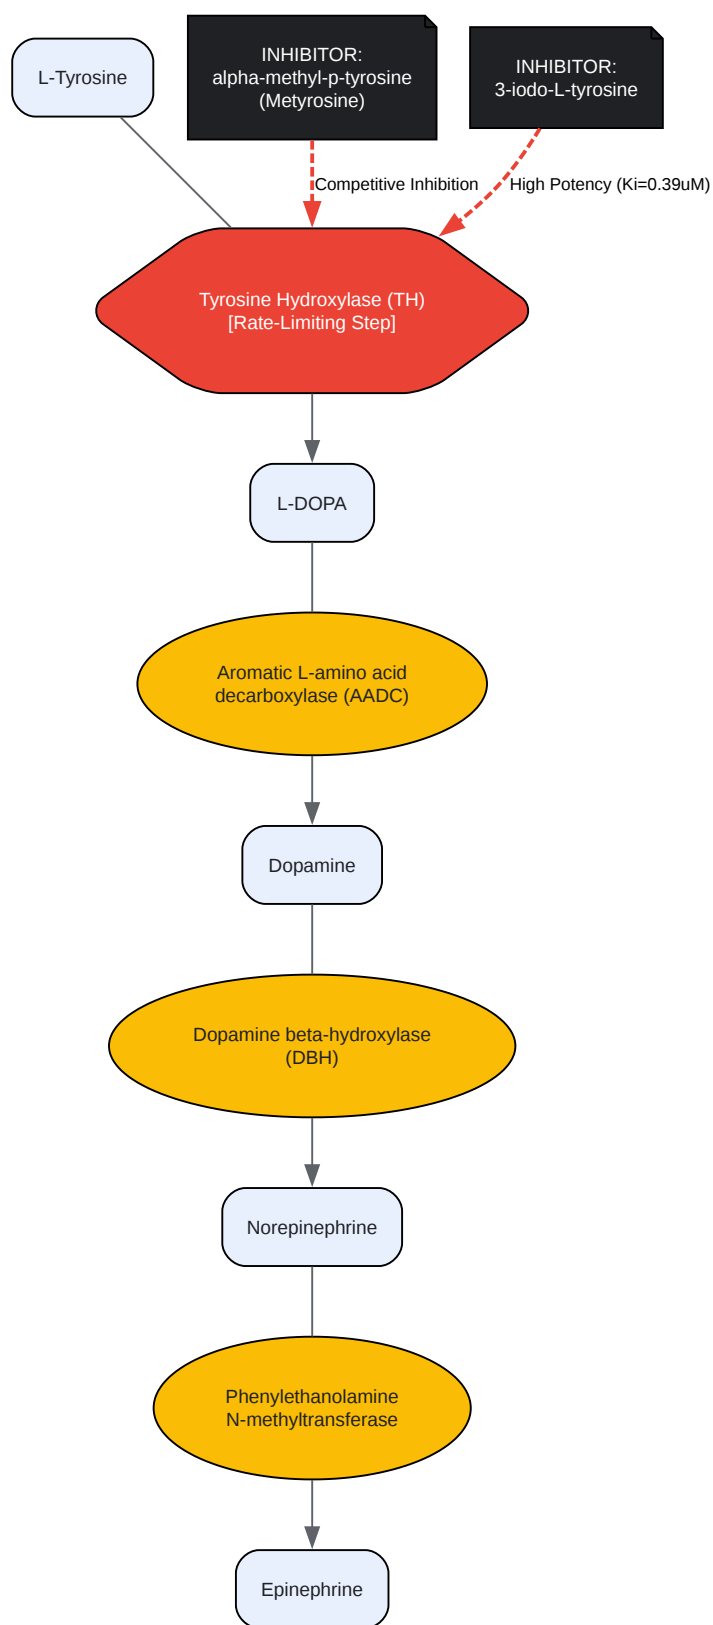 L-Tyrosine
INHIBITOR:
alpha-methyl-p-tyrosine
(Metyrosine)
INHIBITOR:
3-iodo-L-tyrosine
Competitive Inhibition
High Potency (Ki=0.39uM)
Tyrosine Hydroxylase (TH)
[Rate-Limiting Step]
L-DOPA
Aromatic L-amino acid
decarboxylase (AADC)
Dopamine
Dopamine beta-hydroxylase
(DBH)
Norepinephrine
Phenylethanolamine
N-methyltransferase
Epinephrine